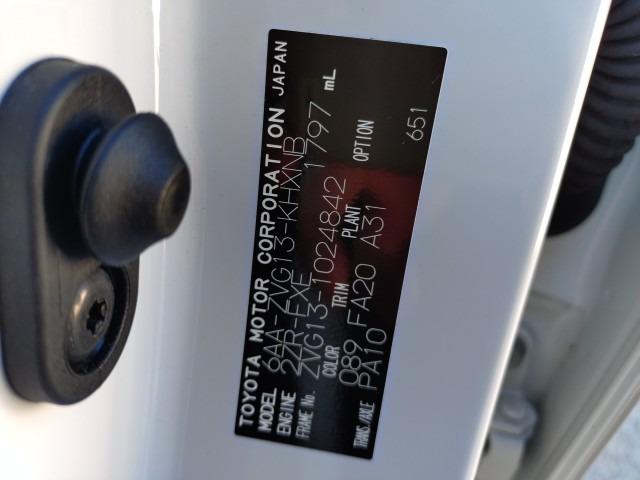 TOYOTA MOTOR CORPORATION JAPAN
MODEL 6AA-ZVG13-KHXNB
ENGINE 2ZR-FXE 1797 mL
FRAME No. ZVG13-1024842
COLOR TRIM PLANT OPTION
089 FA20 A31 651
TRANS/AXLE PA10